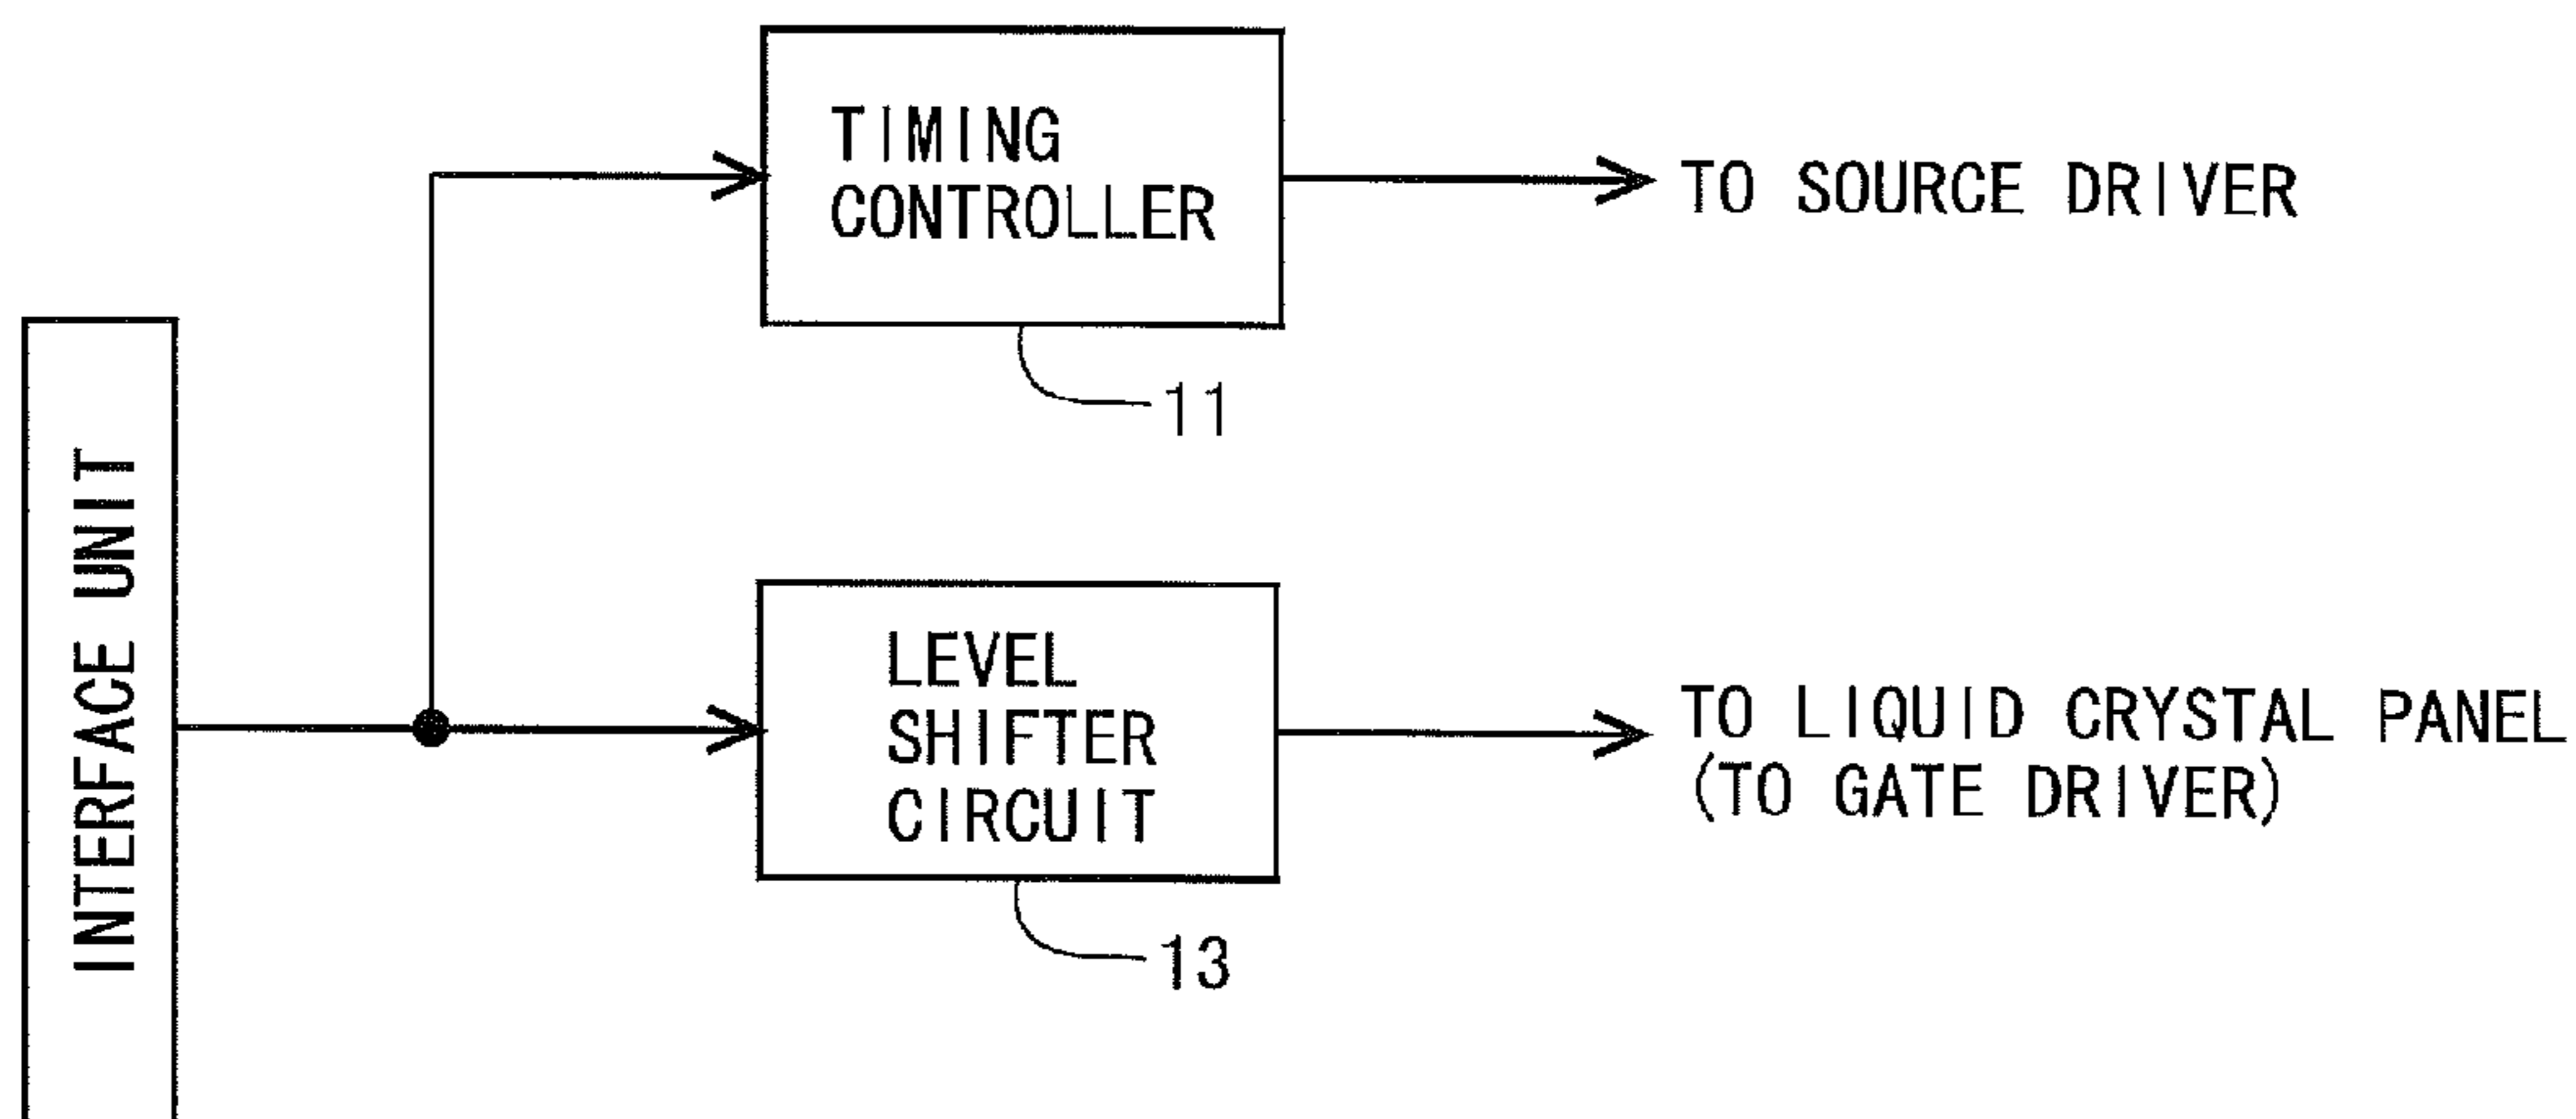 TIMING
CONTROLLER
TO SOURCE DRIVER
11
INTERFACE UNIT
LEVEL
SHIFTER
CIRCUIT
TO LIQUID CRYSTAL PANEL
(TO GATE DRIVER)
13